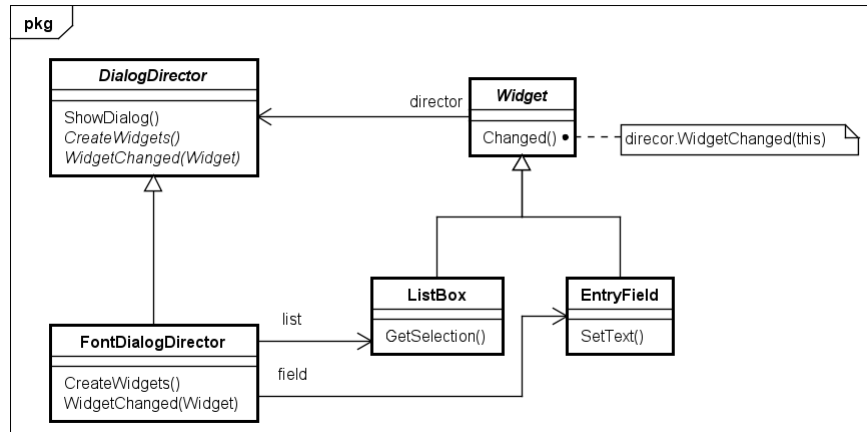 pkg
DialogDirector
ShowDialog()
CreateWidgets()
WidgetChanged(Widget)
director
Widget
Changed()
direcor.WidgetChanged(this)
FontDialogDirector
CreateWidgets()
WidgetChanged(Widget)
list
field
ListBox
GetSelection()
EntryField
SetText()